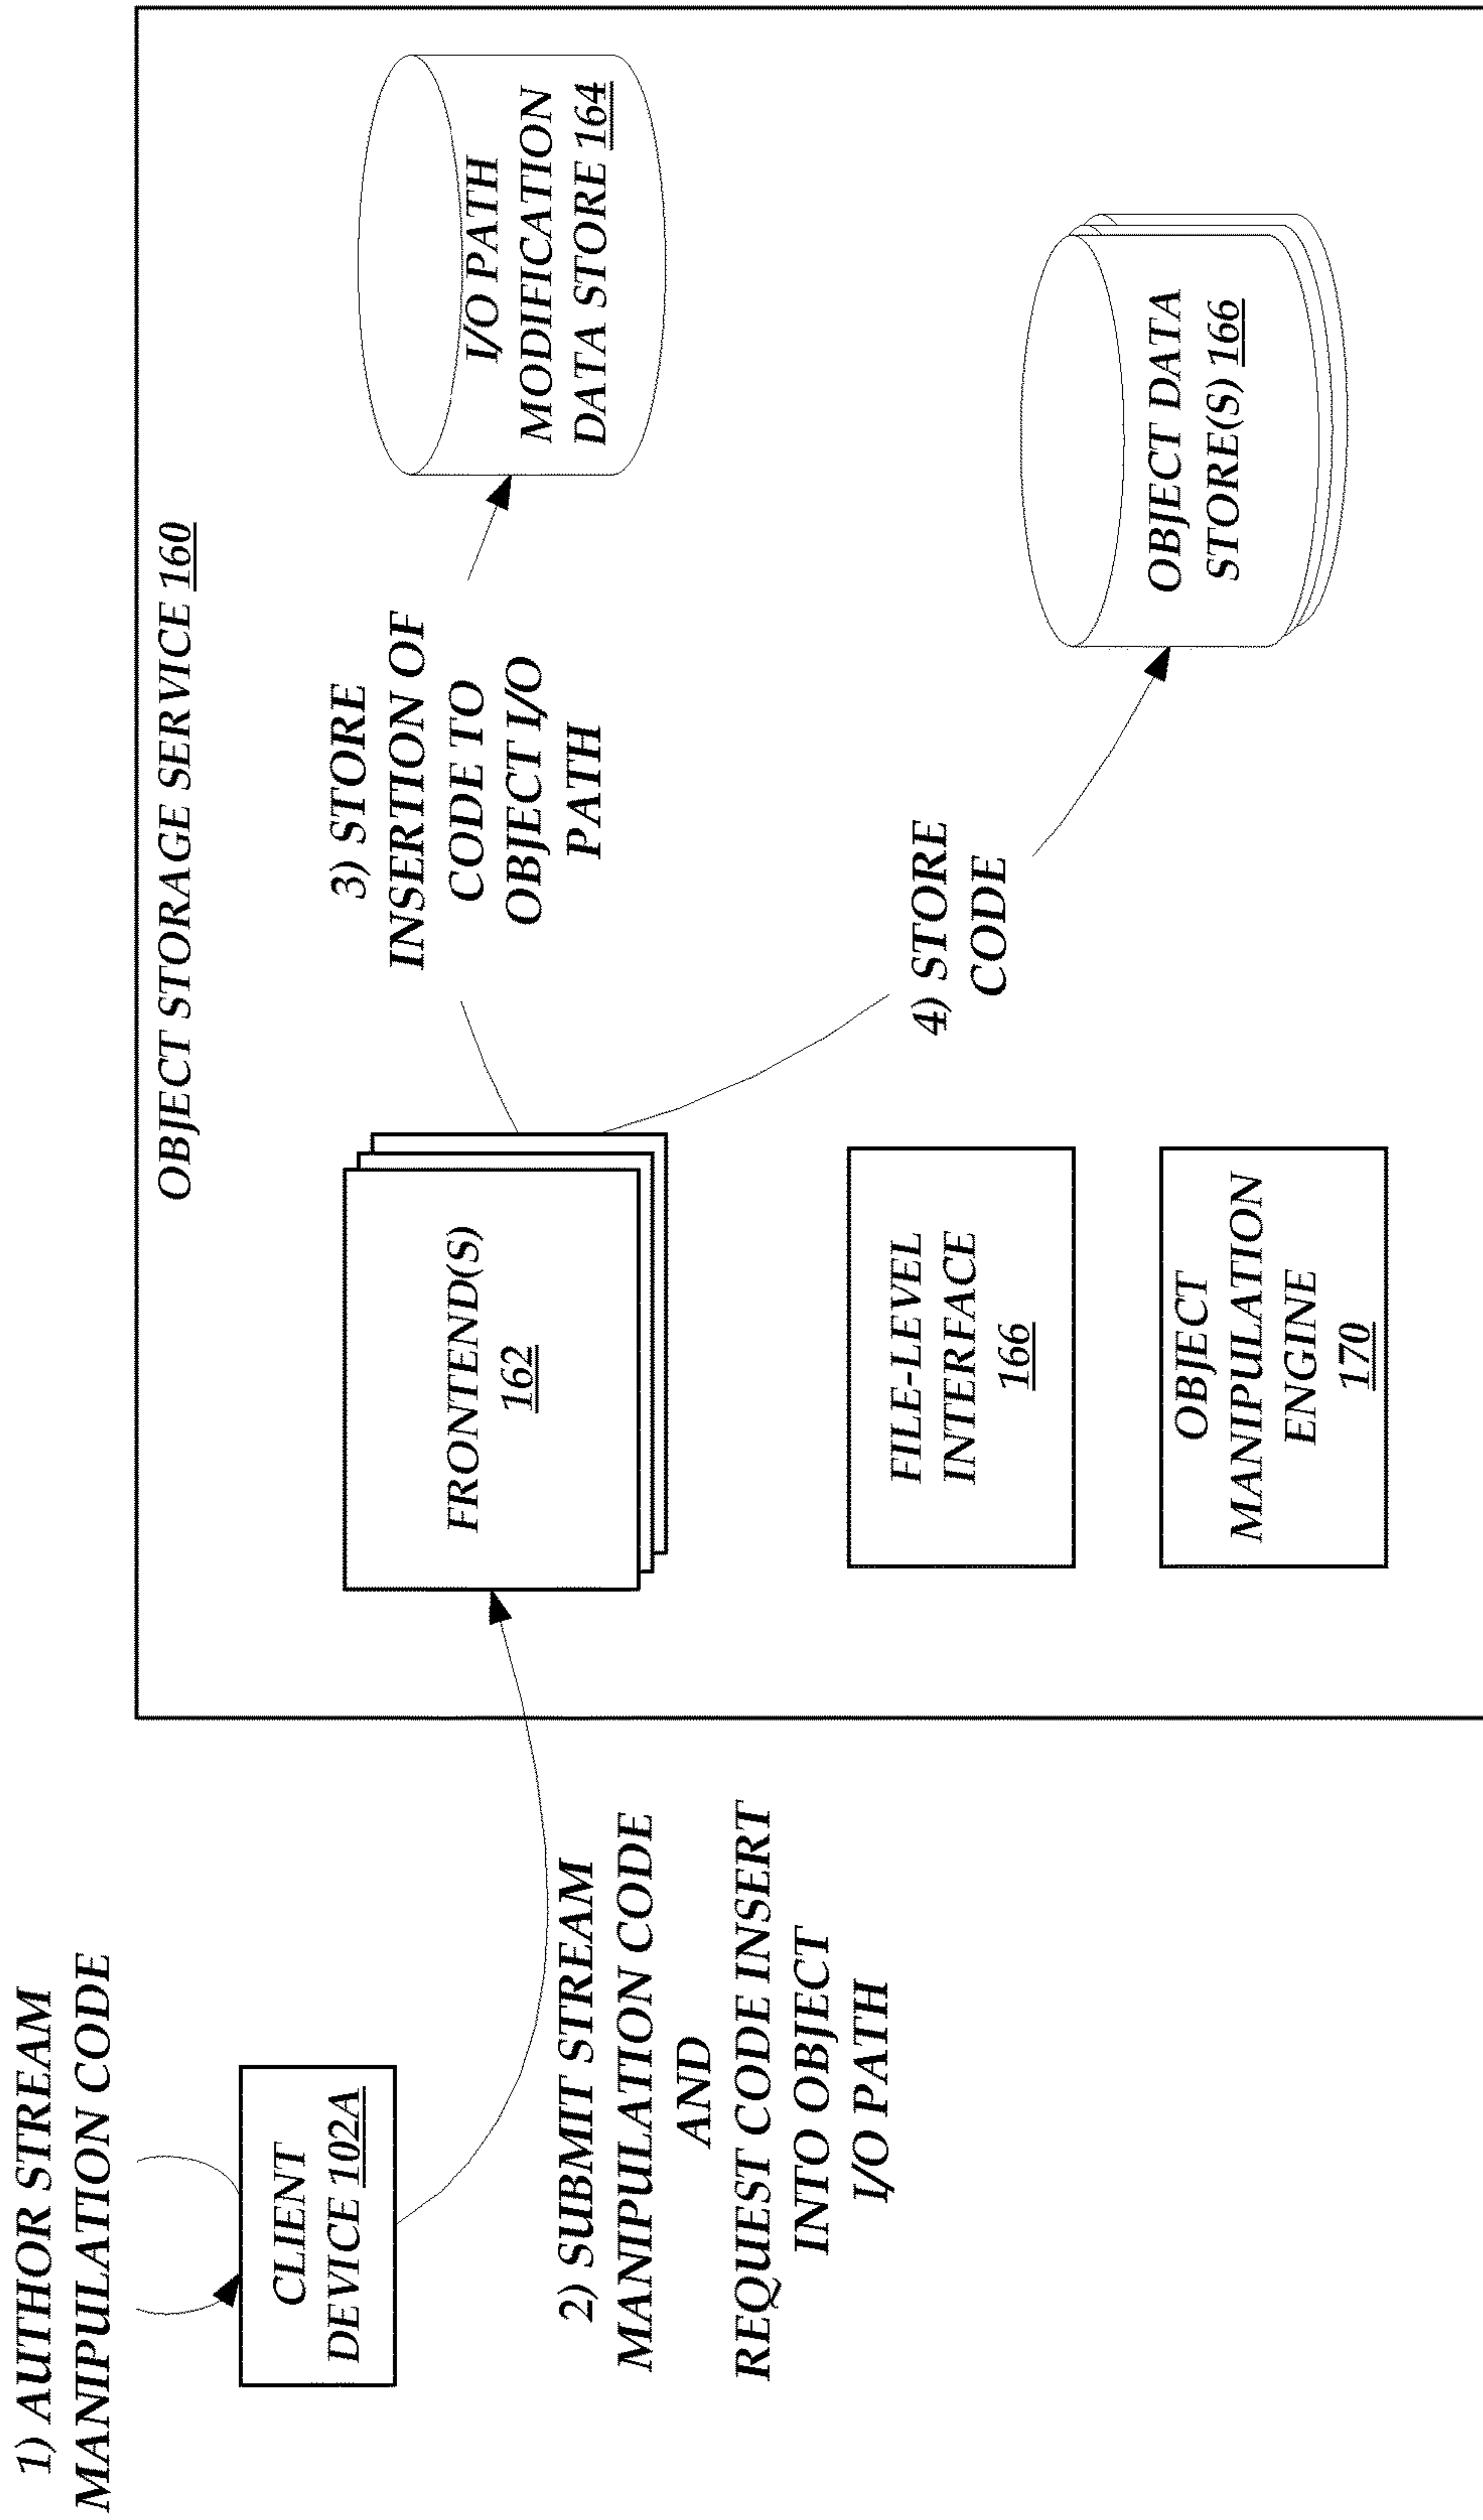 1) AUTHOR STREAM
MANIPULATION CODE
CLIENT
DEVICE 102A
2) SUBMIT STREAM
MANIPULATION CODE
AND
REQUEST CODE INSERT
INTO OBJECT
I/O PATH
OBJECT STORAGE SERVICE 160
FRONTEND(S)
162
3) STORE
INSERTION OF
CODE TO
OBJECT I/O
PATH
I/O PATH
MODIFICATION
DATA STORE 164
4) STORE
CODE
OBJECT DATA
STORE(S) 166
FILE-LEVEL
INTERFACE
166
OBJECT
MANIPULATION
ENGINE
170